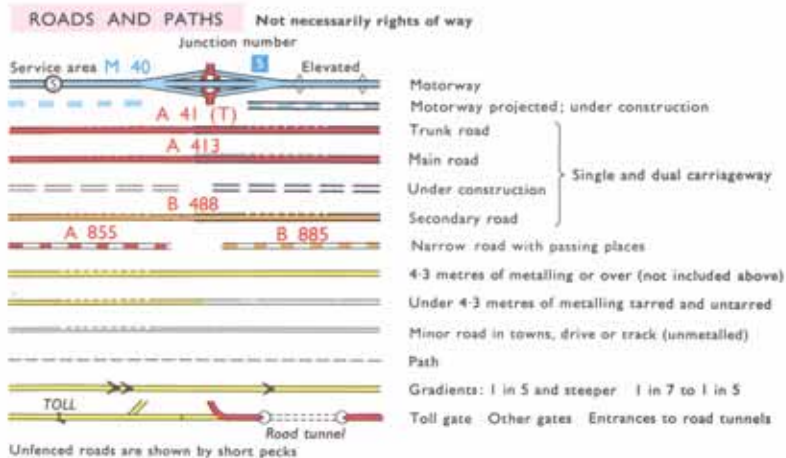 ROADS AND PATHS Not necessarily rights of way
Junction number
Service area M 40 S Elevated
S
Motorway
Motorway projected; under construction
A 41 (T) Trunk road
A 413 Main road
Single and dual carriageway
Under construction
B 488 Secondary road
A 855 B 885 Narrow road with passing places
4·3 metres of metalling or over (not included above)
Under 4·3 metres of metalling tarred and untarred
Minor road in towns, drive or track (unmetalled)
Path
Gradients: 1 in 5 and steeper 1 in 7 to 1 in 5
TOLL Toll gate Other gates Entrances to road tunnels
Road tunnel
Unfenced roads are shown by short pecks